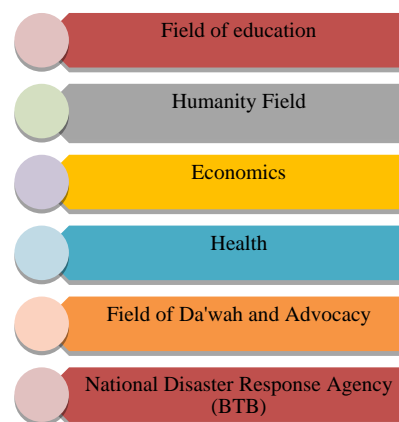 Field of education
Humanity Field
Economics
Health
Field of Da'wah and Advocacy
National Disaster Response Agency
(BTB)